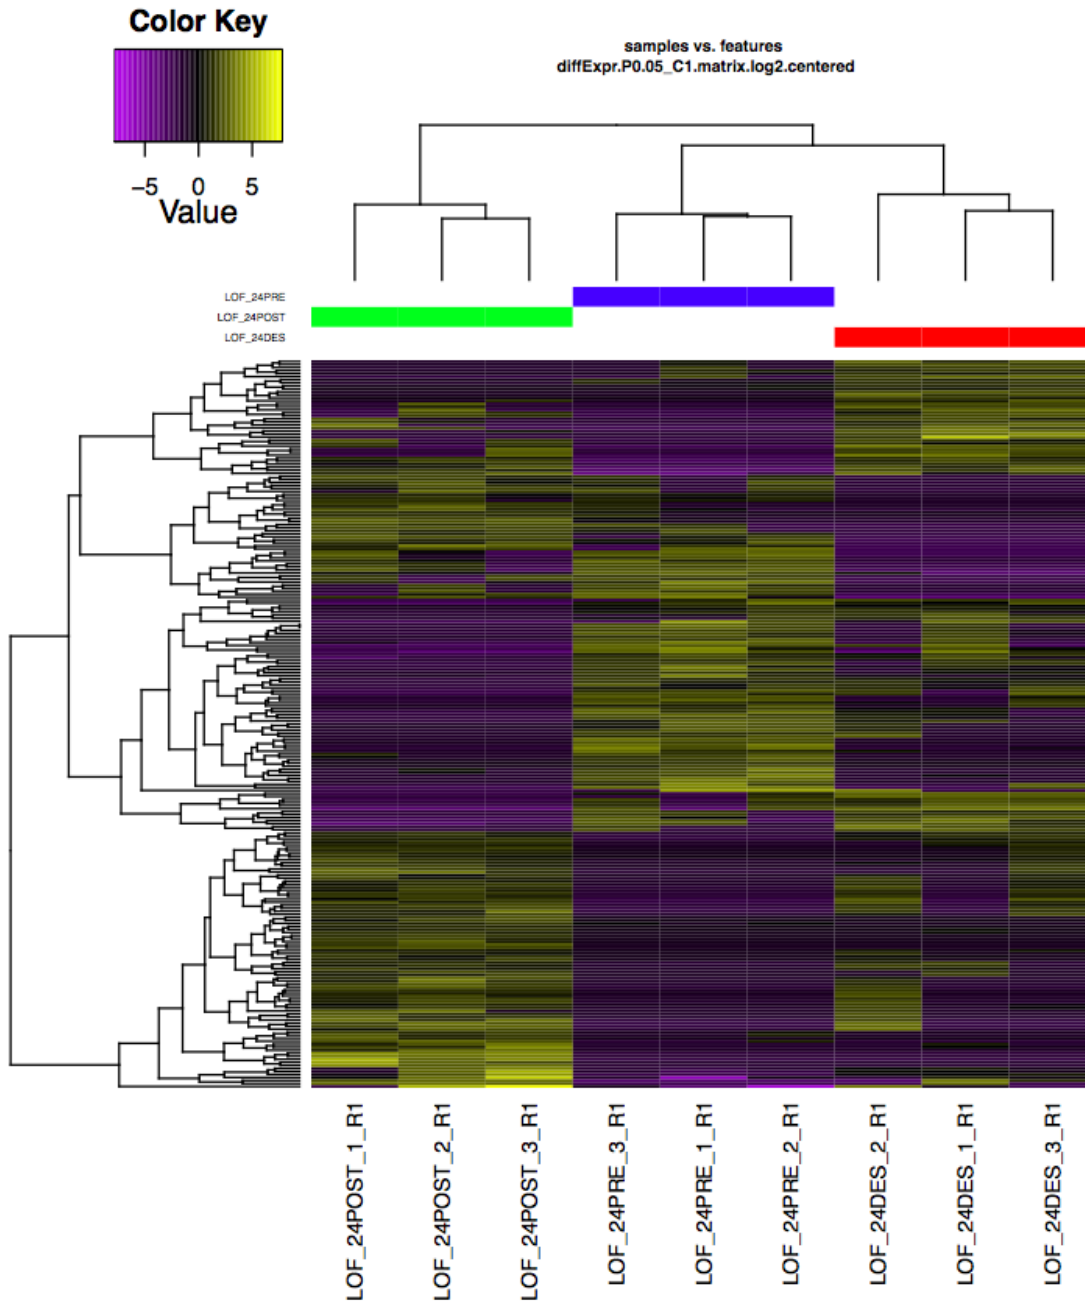 Color Key
−5 0 5
Value
samples vs. features
diffExpr.P0.05_C1.matrix.log2.centered
LOF_24PRE
LOF_24POST
LOF_24DES
LOF_24POST_1_R1
LOF_24POST_2_R1
LOF_24POST_3_R1
LOF_24PRE_3_R1
LOF_24PRE_1_R1
LOF_24PRE_2_R1
LOF_24DES_2_R1
LOF_24DES_1_R1
LOF_24DES_3_R1